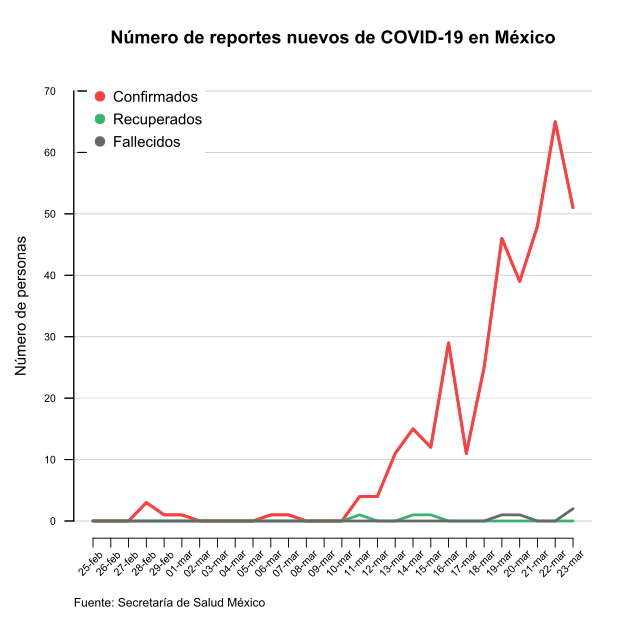 Número de reportes nuevos de COVID-19 en México
Confirmados
Recuperados
Fallecidos
Número de personas
70
60
50
40
30
20
10
0
25-feb
26-feb
27-feb
28-feb
29-feb
01-mar
02-mar
03-mar
04-mar
05-mar
06-mar
07-mar
08-mar
09-mar
10-mar
11-mar
12-mar
13-mar
14-mar
15-mar
16-mar
17-mar
18-mar
19-mar
20-mar
21-mar
22-mar
23-mar
Fuente: Secretaría de Salud México